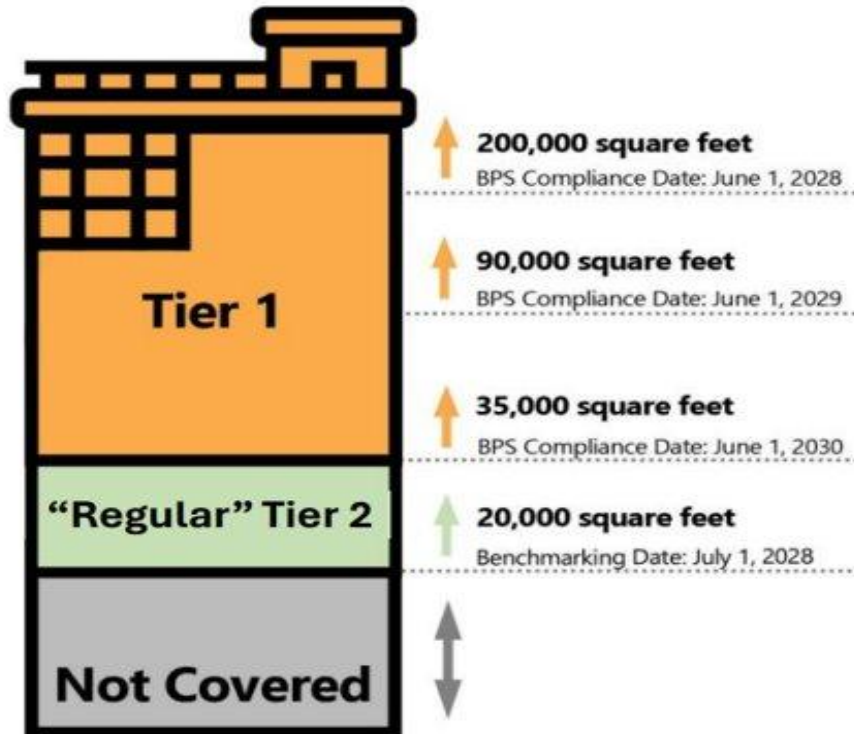 200,000 square feet
BPS Compliance Date: June 1, 2028
90,000 square feet
BPS Compliance Date: June 1, 2029
Tier 1
35,000 square feet
BPS Compliance Date: June 1, 2030
“Regular” Tier 2
20,000 square feet
Benchmarking Date: July 1, 2028
Not Covered